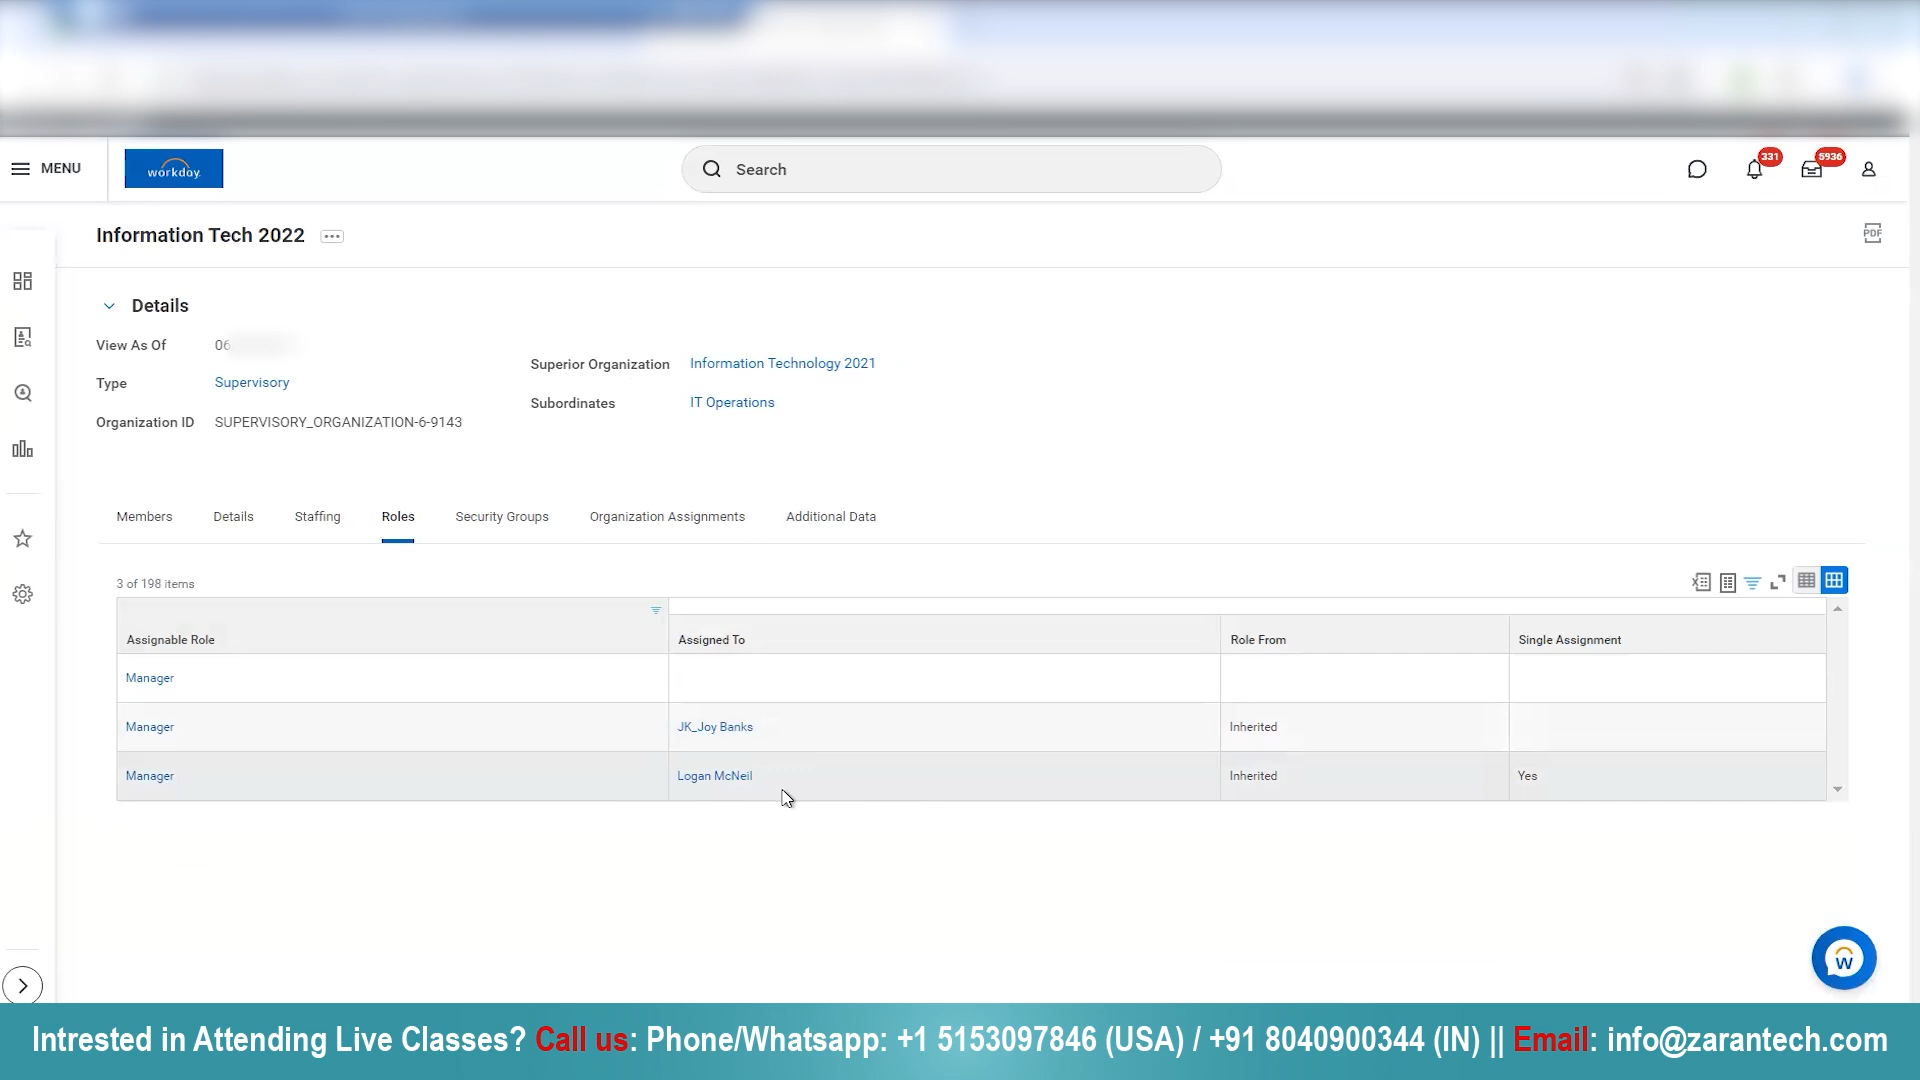 MENU
workday.
Search
331
5936
Information Tech 2022
PDF
Details
View As Of 06
Superior Organization Information Technology 2021
Type Supervisory
Subordinates IT Operations
Organization ID SUPERVISORY_ORGANIZATION-6-9143
Members Details Staffing Roles Security Groups Organization Assignments Additional Data
3 of 198 items
Assignable Role Assigned To Role From Single Assignment
Manager
Manager JK_Joy Banks Inherited
Manager Logan McNeil Inherited Yes
W
Intrested in Attending Live Classes? Call us: Phone/Whatsapp: +1 5153097846 (USA) / +91 8040900344 (IN) || Email: info@zarantech.com